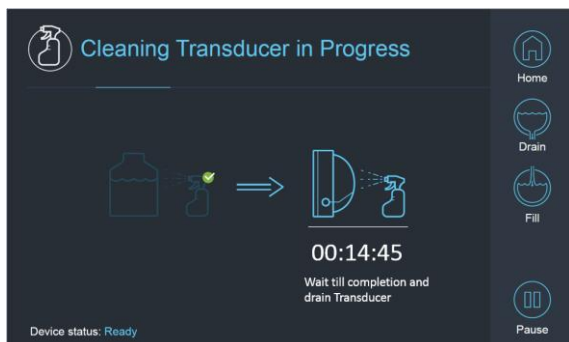 Cleaning Transducer in Progress
Home
Drain
Fill
00:14:45
Wait till completion and
drain Transducer
Pause
Device status: Ready